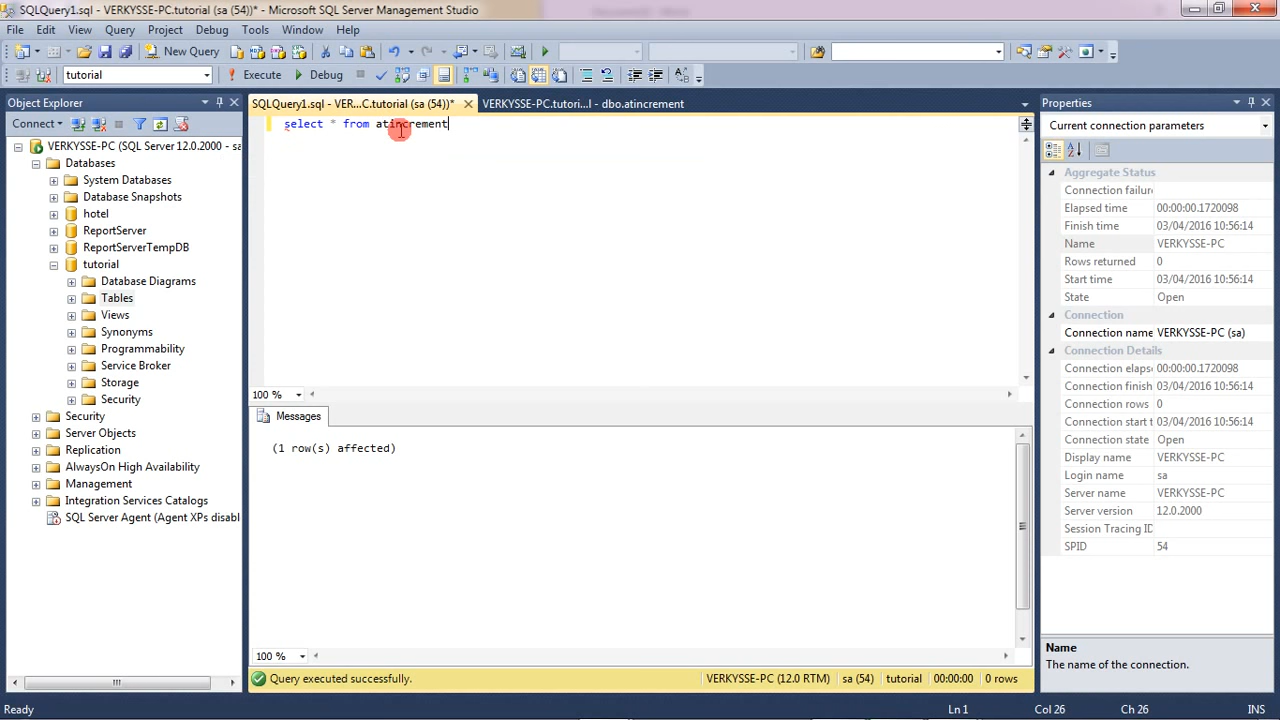 SQLQuery1.sql - VERKYSSE-PC.tutorial (sa (54))* - Microsoft SQL Server Management Studio
File Edit View Query Project Debug Tools Window Help
New Query
tutorial Execute Debug
Object Explorer
Connect
VERKYSSE-PC (SQL Server 12.0.2000 - sa
Databases
System Databases
Database Snapshots
hotel
ReportServer
ReportServerTempDB
tutorial
Database Diagrams
Tables
Views
Synonyms
Programmability
Service Broker
Storage
Security
Security
Server Objects
Replication
AlwaysOn High Availability
Management
Integration Services Catalogs
SQL Server Agent (Agent XPs disabl
SQLQuery1.sql - VER...C.tutorial (sa (54))* VERKYSSE-PC.tutori...l - dbo.atincrement
select * from atincrement
100 %
Messages
(1 row(s) affected)
100 %
Query executed successfully. VERKYSSE-PC (12.0 RTM) sa (54) tutorial 00:00:00 0 rows
Properties
Current connection parameters
Aggregate Status
Connection failure
Elapsed time 00:00:00.1720098
Finish time 03/04/2016 10:56:14
Name VERKYSSE-PC
Rows returned 0
Start time 03/04/2016 10:56:14
State Open
Connection
Connection name VERKYSSE-PC (sa)
Connection Details
Connection elaps 00:00:00.1720098
Connection finish 03/04/2016 10:56:14
Connection rows 0
Connection start t 03/04/2016 10:56:14
Connection state Open
Display name VERKYSSE-PC
Login name sa
Server name VERKYSSE-PC
Server version 12.0.2000
Session Tracing ID
SPID 54
Name
The name of the connection.
Ready Ln 1 Col 26 Ch 26 INS